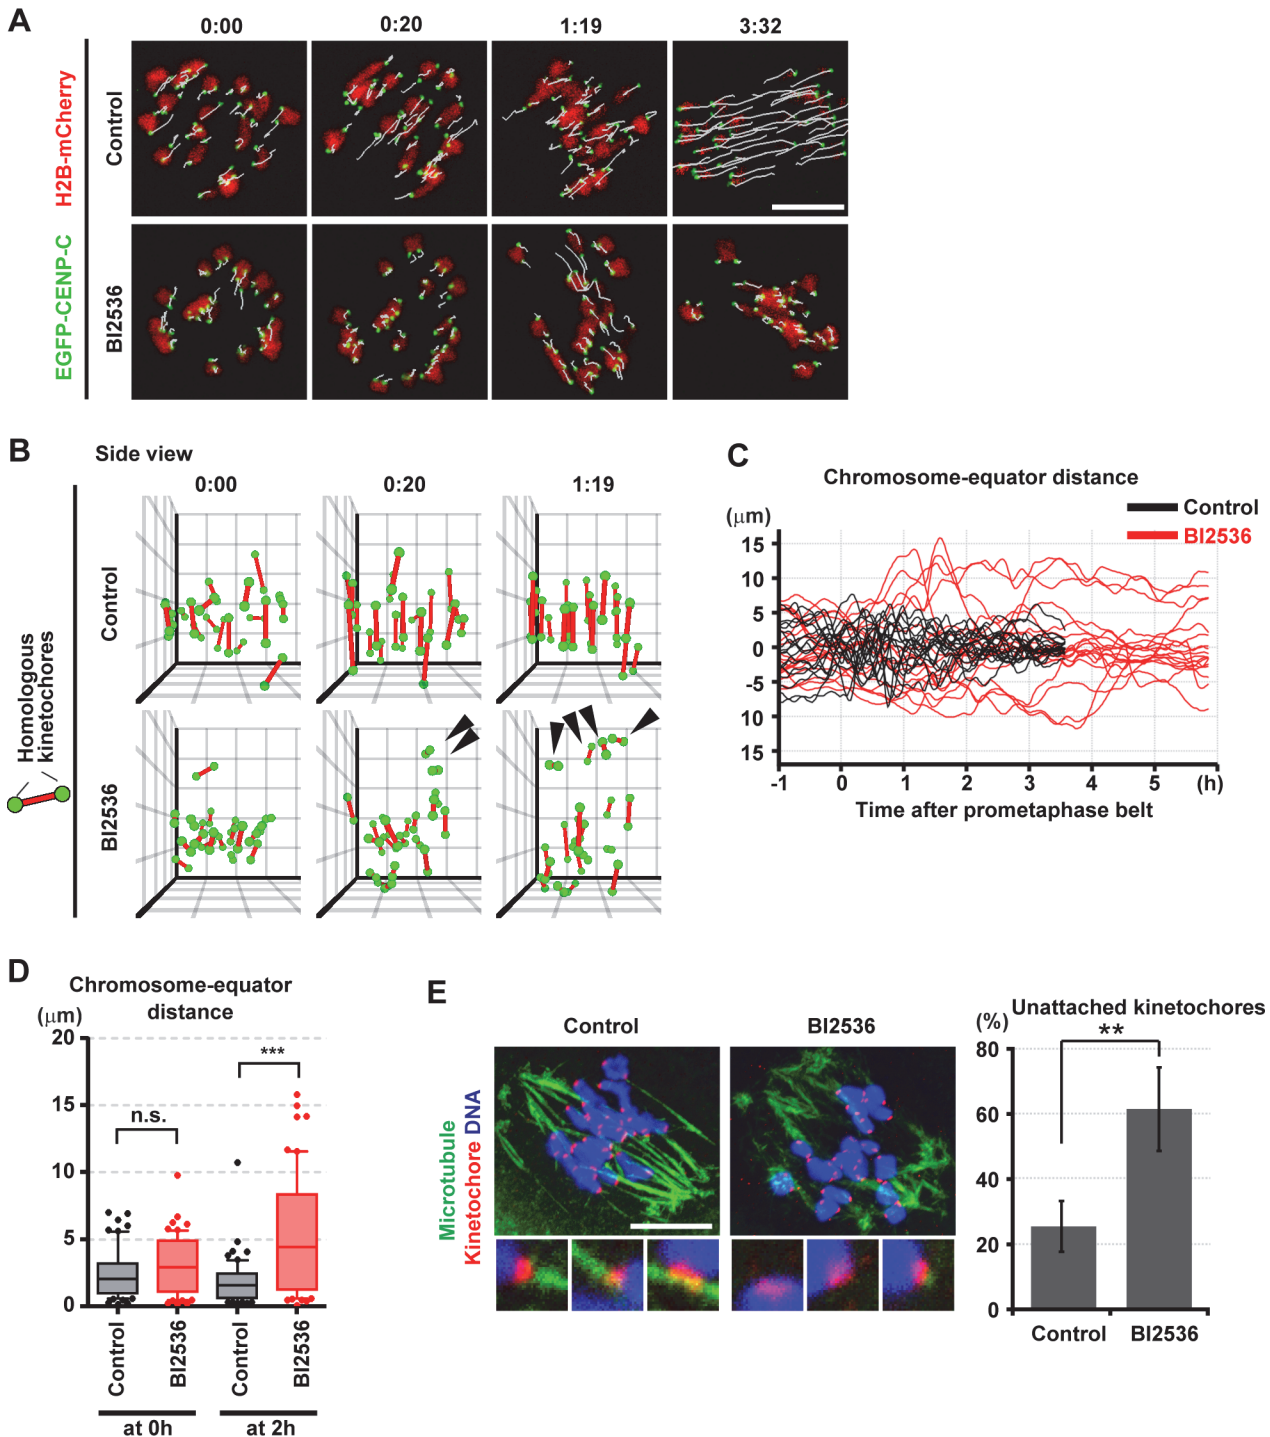 A
0:00
0:20
1:19
3:32
EGFP-CENP-C H2B-mCherry
Control
BI2536
B
Side view
0:00
0:20
1:19
Homologous
kinetochores
Control
BI2536
C
Chromosome-equator distance
(μm)
Control
BI2536
15
10
5
0
-5
10
15
-1
0
1
2
3
4
5
(h)
Time after prometaphase belt
D
Chromosome-equator
distance
(μm)
20
15
10
5
0
n.s.
***
Control
BI2536
Control
BI2536
at 0h
at 2h
E
Control
BI2536
Microtubule
Kinetochore DNA
Unattached kinetochores
(%)
**
80
60
40
20
0
Control
BI2536